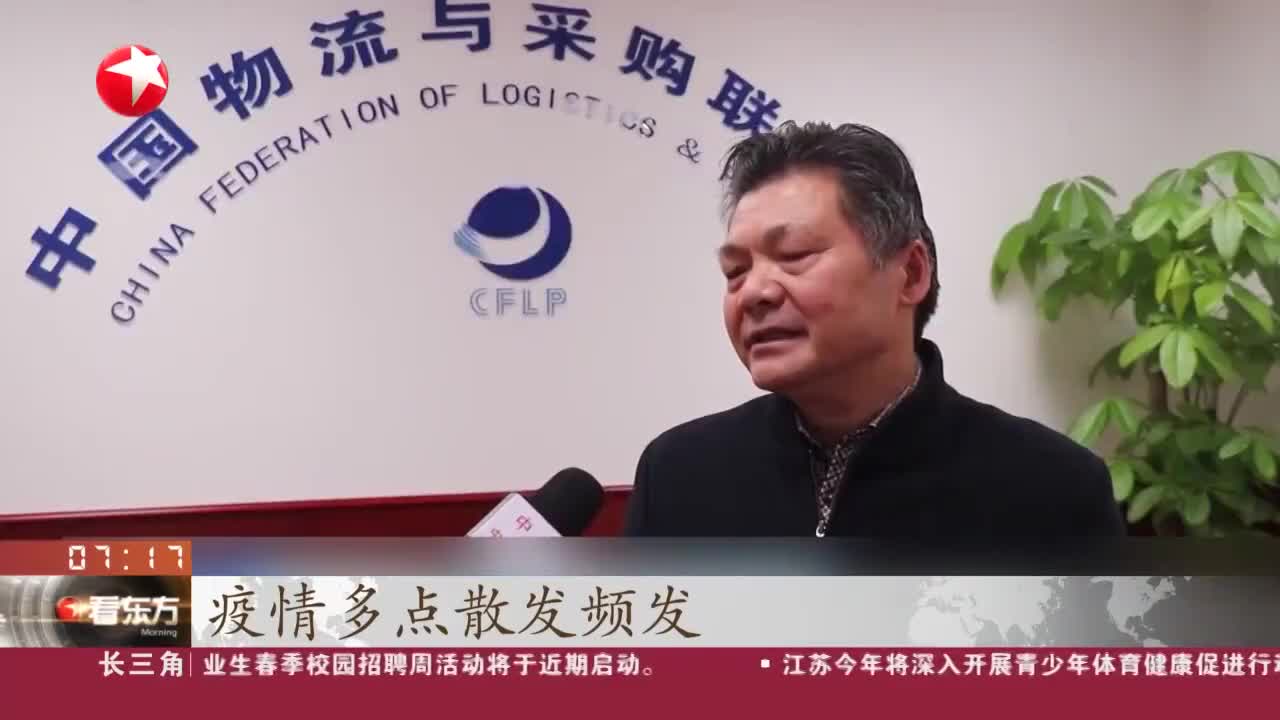 中国物流与采购联
CHINA FEDERATION OF LOGISTICS &
CFLP
中
07:17
看东方
Morning
疫情多点散发频发
长三角
业生春季校园招聘周活动将于近期启动。
▪ 江苏今年将深入开展青少年体育健康促进行动